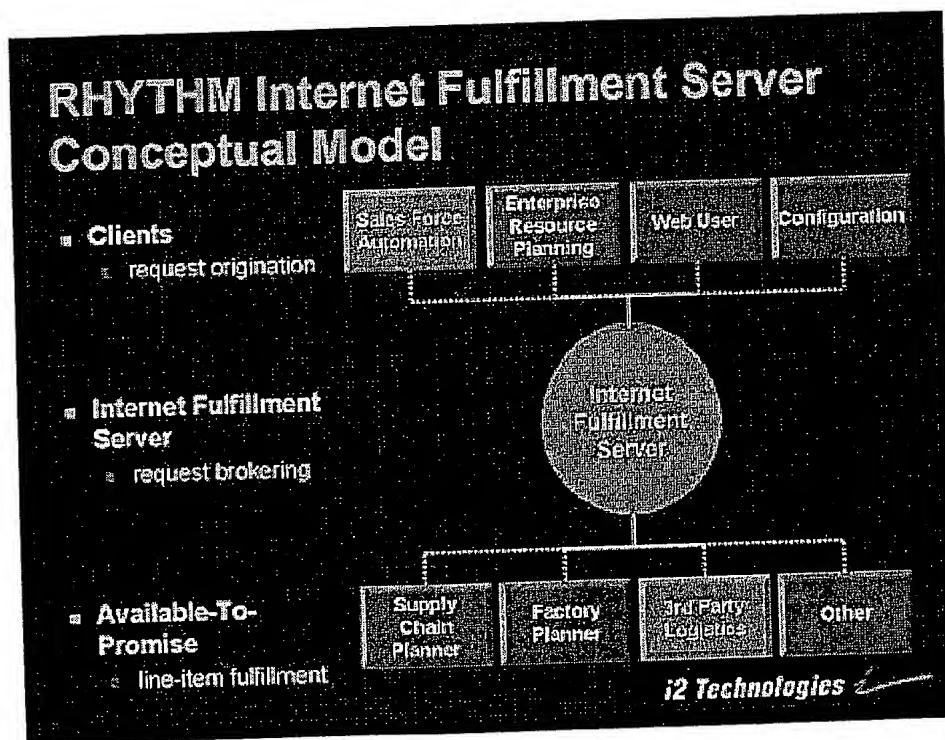 RHYTHM Internet Fulfillment Server
Conceptual Model
Clients
request origination
Sales Force
Automation
Enterprise
Resource
Planning
Web User
Configuration
Internet Fulfillment
Server
request brokering
Internet
Fulfillment
Server
Available-To-
Promise
line-item fulfillment
Supply
Chain
Planner
Factory
Planner
3rd Party
Logistics
Other
i2 Technologies